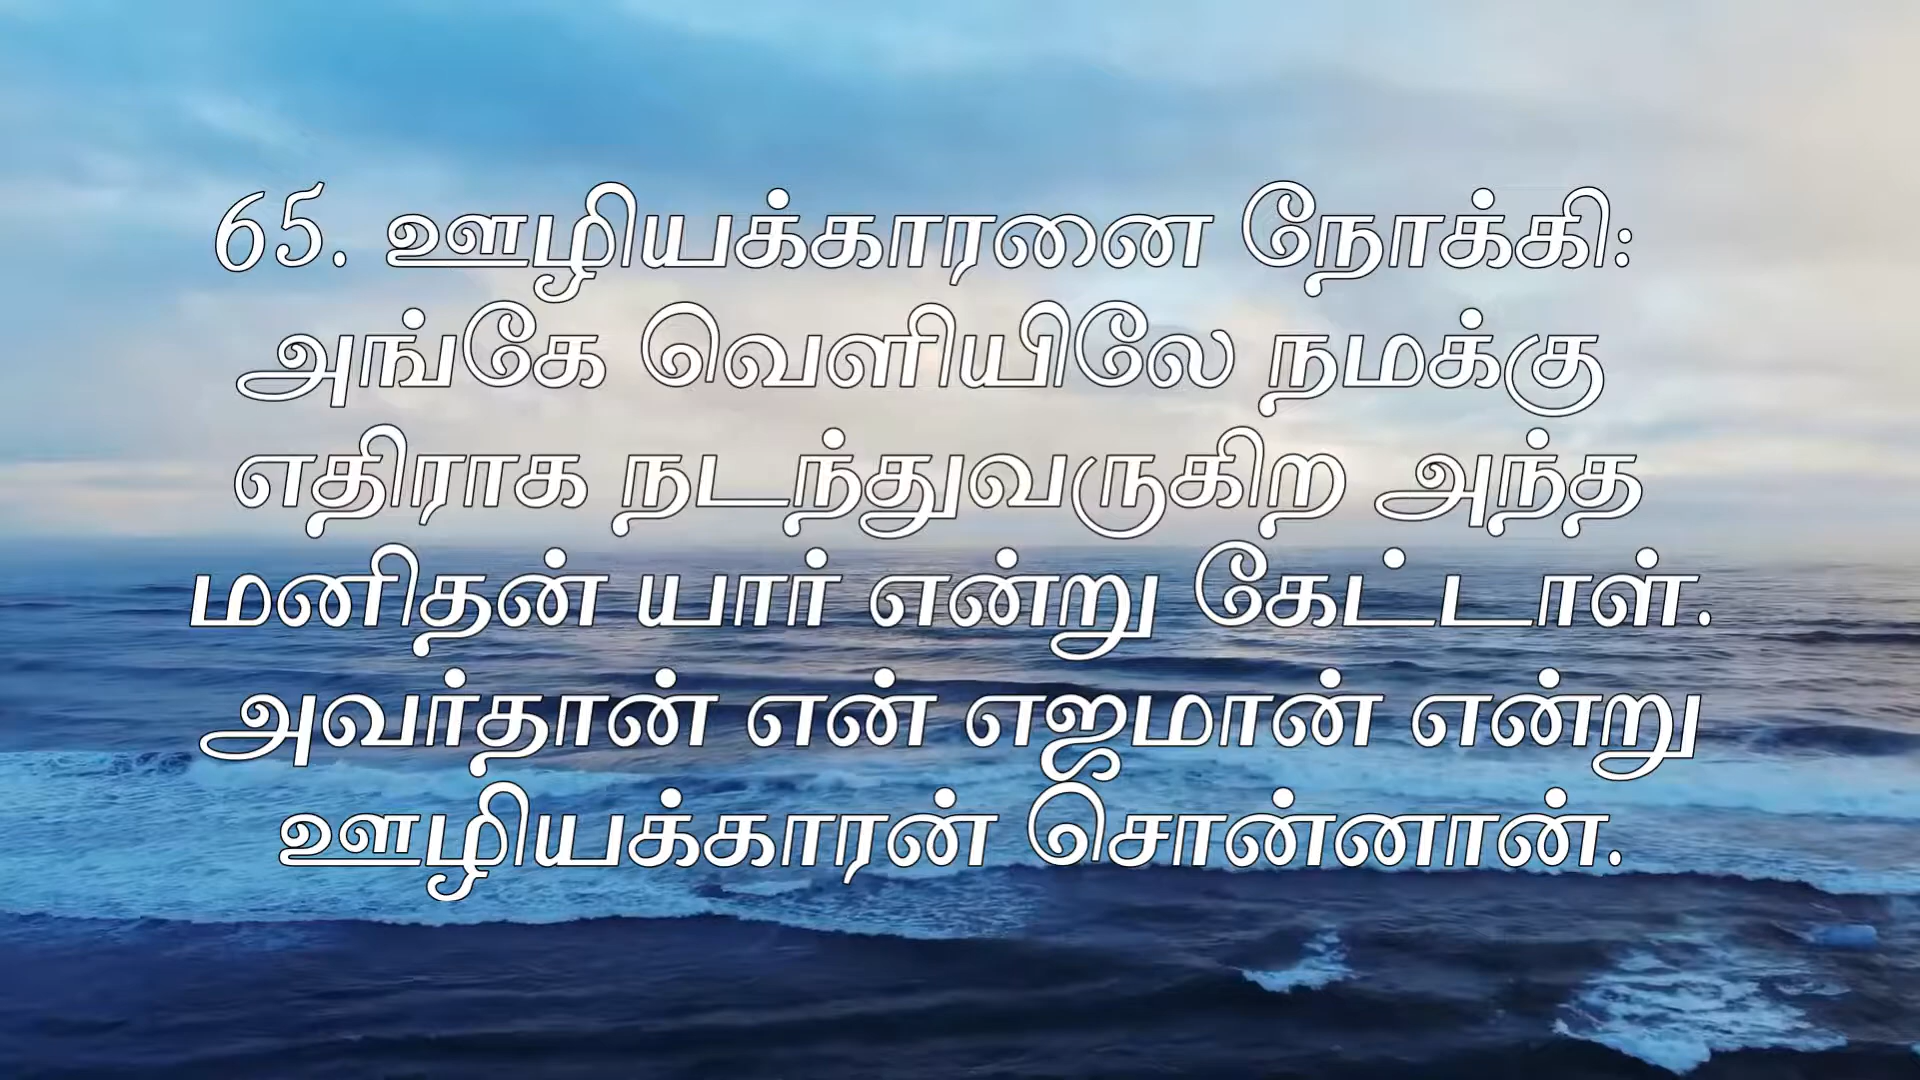 65. ஊழியக்காரனை நோக்கி:
அங்கே வெளியிலே நமக்கு
எதிராக நடந்துவருகிற அந்த
மனிதன் யார் என்று கேட்டாள்.
அவர்தான் என் எஜமான் என்று
ஊழியக்காரன் சொன்னான்.